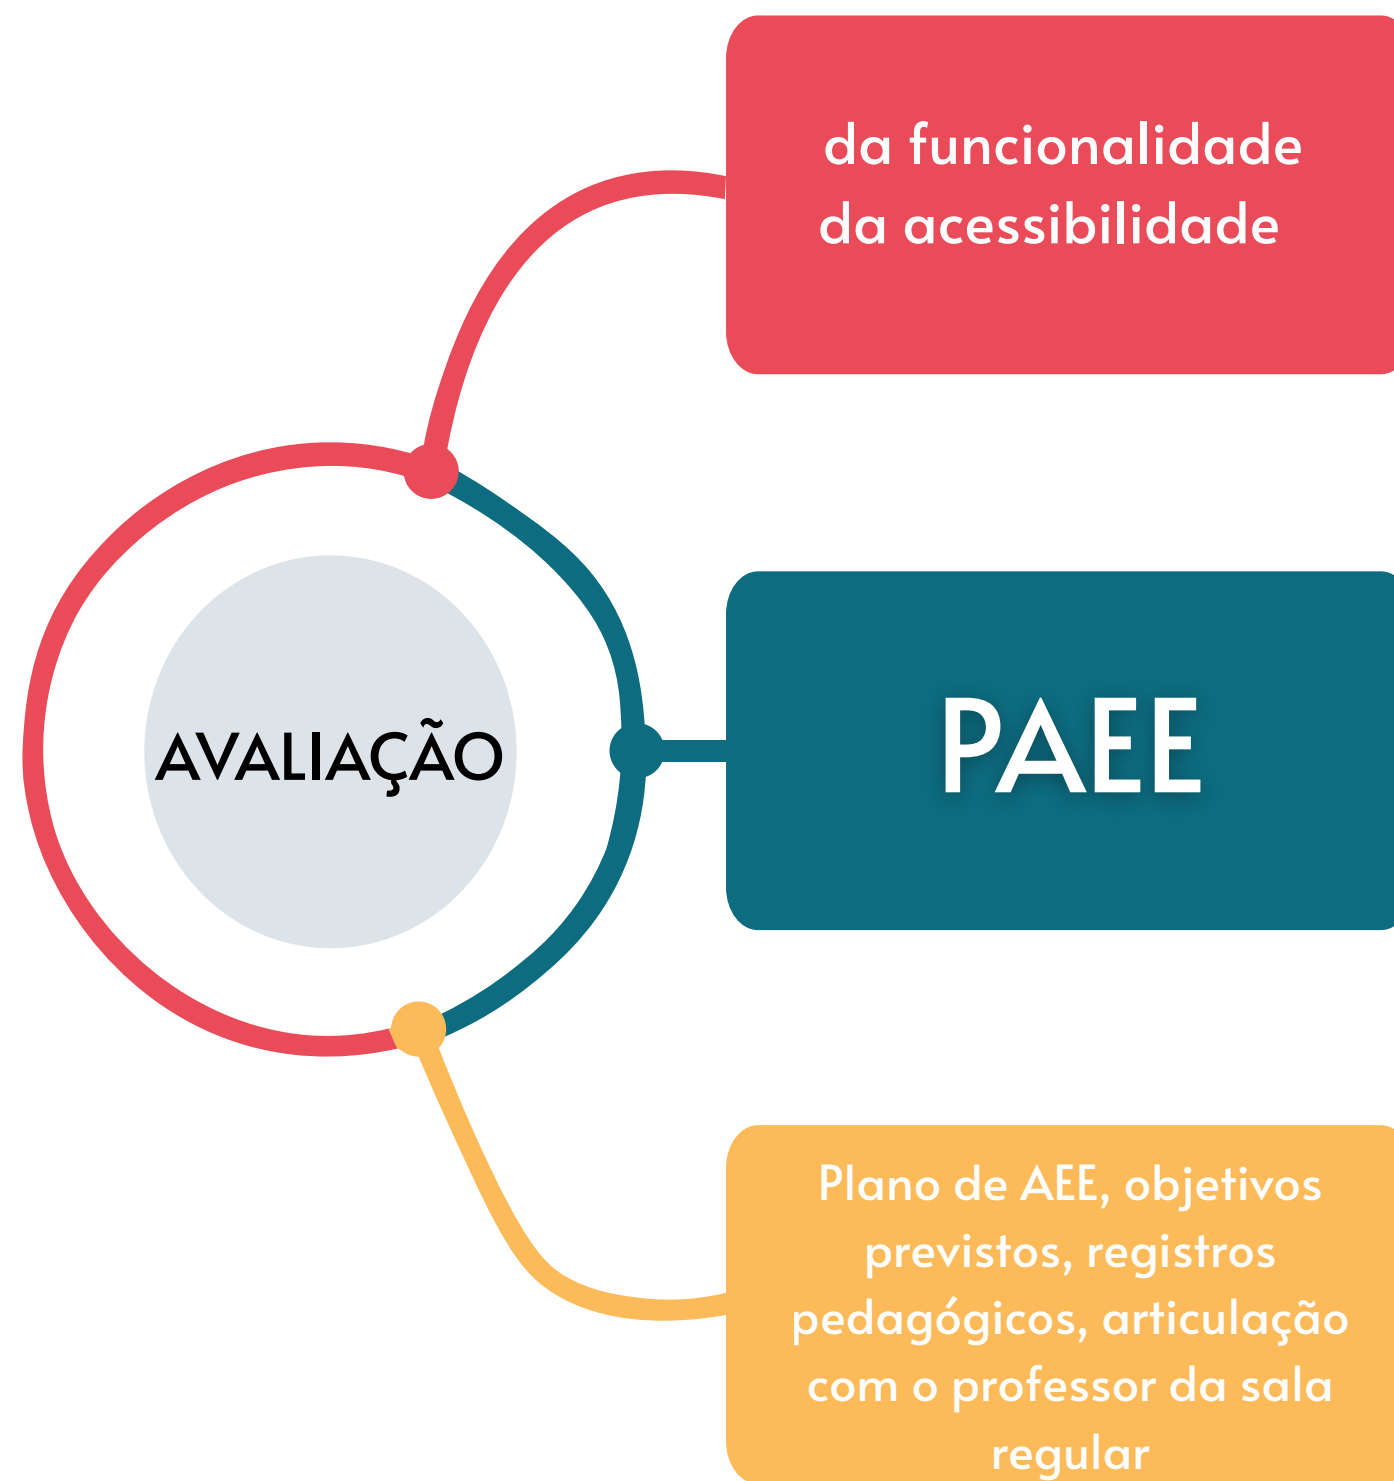 da funcionalidade
da acessibilidade
AVALIAÇÃO
PAEE
Plano de AEE, objetivos
previstos, registros
pedagógicos, articulação
com o professor da sala
regular